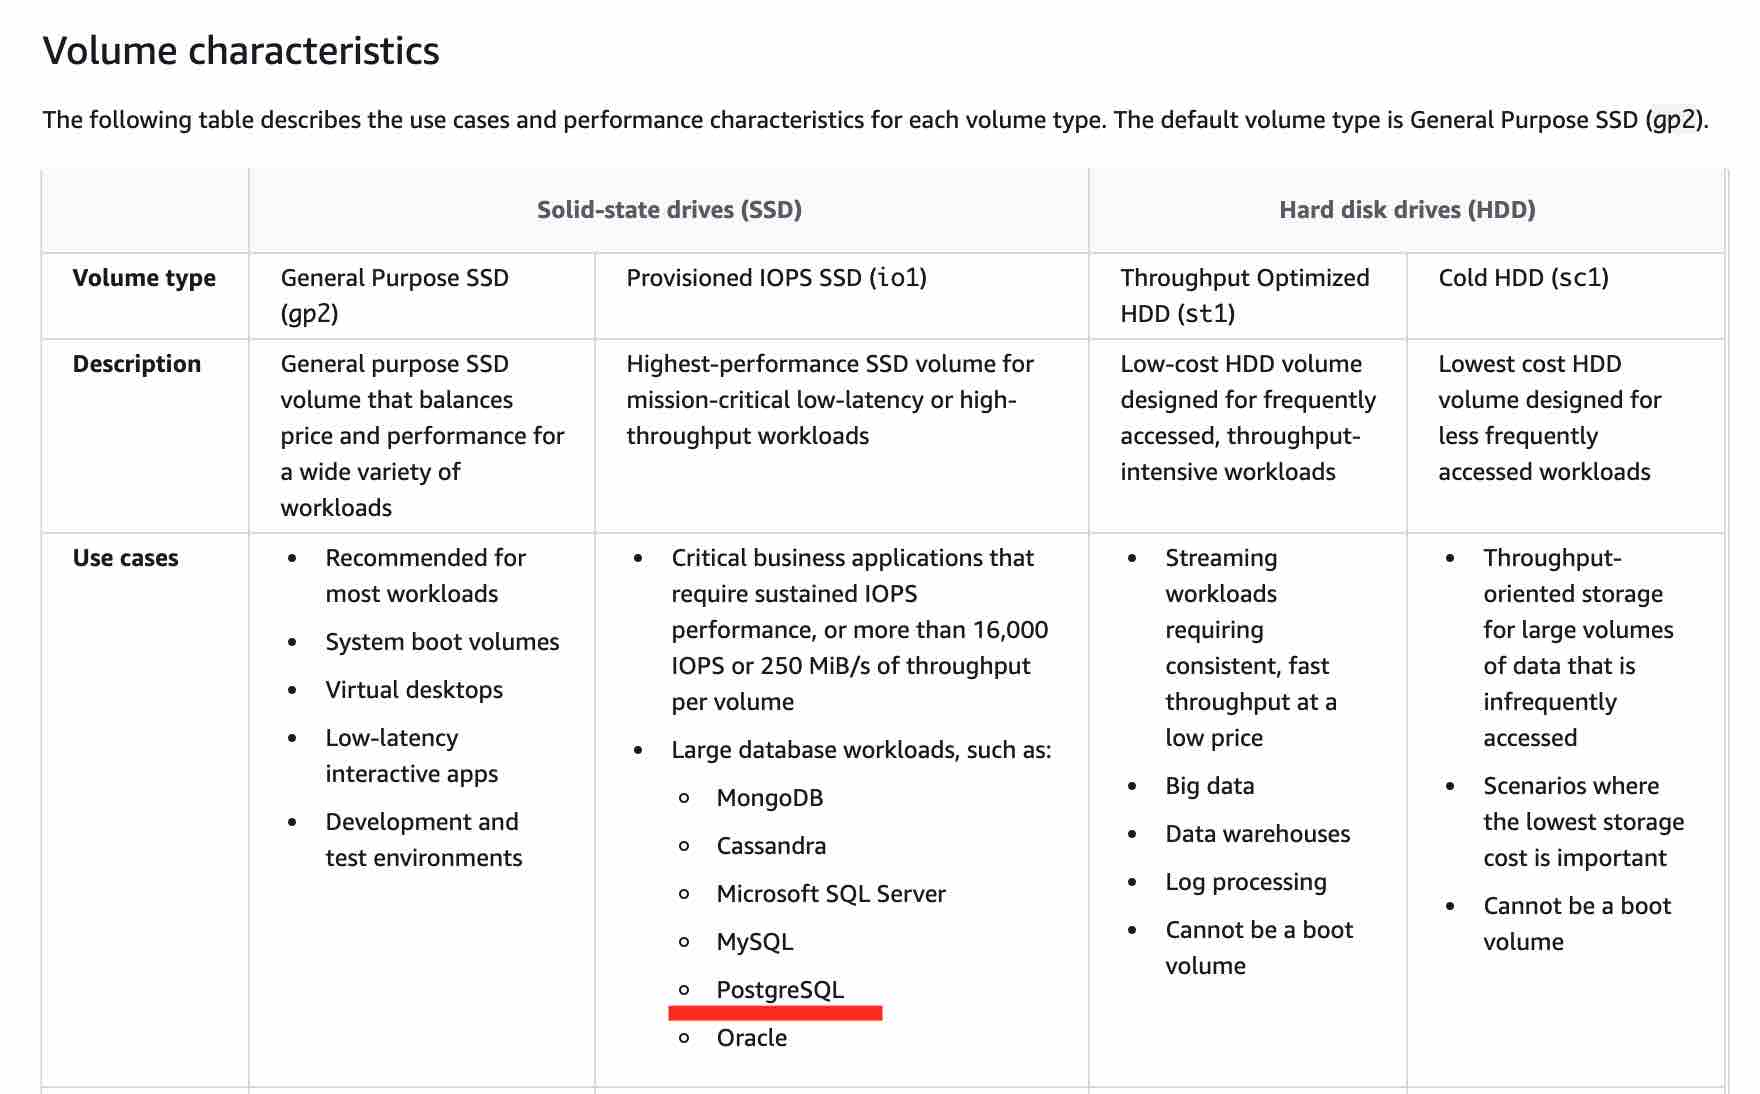 Volume characteristics
The following table describes the use cases and performance characteristics for each volume type. The default volume type is General Purpose SSD (gp2).
Solid-state drives (SSD)
Hard disk drives (HDD)
Volume type
General Purpose SSD
(gp2)
Provisioned IOPS SSD (io1)
Throughput Optimized
HDD (st1)
Cold HDD (sc1)
Description
General purpose SSD
volume that balances
price and performance for
a wide variety of
workloads
Highest-performance SSD volume for
mission-critical low-latency or high-
throughput workloads
Low-cost HDD volume
designed for frequently
accessed, throughput-
intensive workloads
Lowest cost HDD
volume designed for
less frequently
accessed workloads
Use cases
• Recommended for
most workloads
• System boot volumes
• Virtual desktops
• Low-latency
interactive apps
• Development and
test environments
• Critical business applications that
require sustained IOPS
performance, or more than 16,000
IOPS or 250 MiB/s of throughput
per volume
• Large database workloads, such as:
○ MongoDB
○ Cassandra
○ Microsoft SQL Server
○ MySQL
○ PostgreSQL
○ Oracle
• Streaming
workloads
requiring
consistent, fast
throughput at a
low price
• Big data
• Data warehouses
• Log processing
• Cannot be a boot
volume
• Throughput-
oriented storage
for large volumes
of data that is
infrequently
accessed
• Scenarios where
the lowest storage
cost is important
• Cannot be a boot
volume